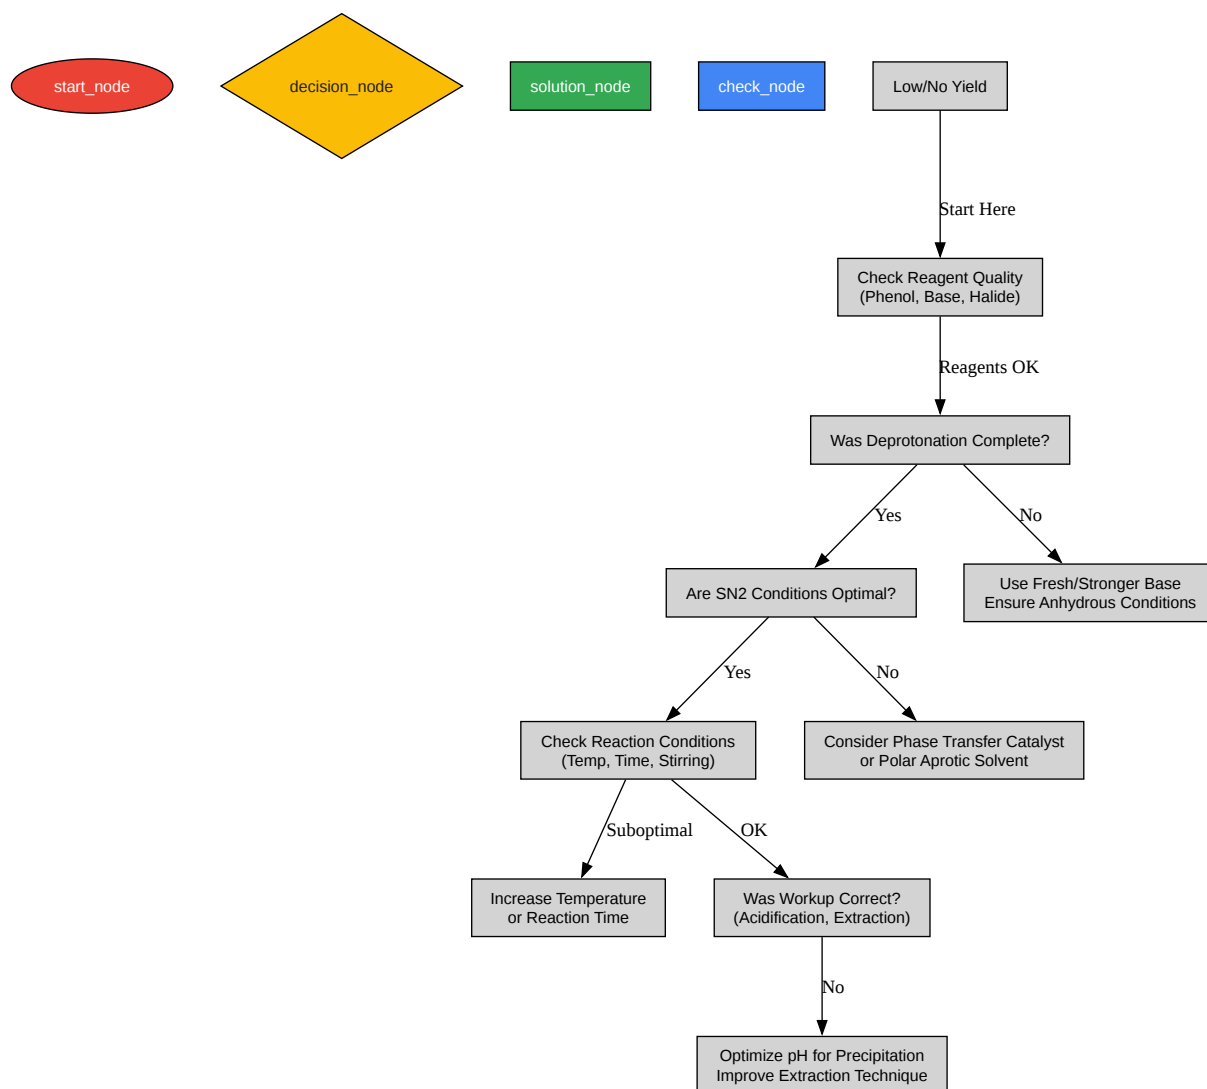 start_node
decision_node
solution_node
check_node
Low/No Yield
Start Here
Check Reagent Quality
(Phenol, Base, Halide)
Reagents OK
Was Deprotonation Complete?
Yes
No
Are SN2 Conditions Optimal?
Use Fresh/Stronger Base
Ensure Anhydrous Conditions
Yes
No
Check Reaction Conditions
(Temp, Time, Stirring)
Consider Phase Transfer Catalyst
or Polar Aprotic Solvent
Suboptimal
OK
Increase Temperature
or Reaction Time
Was Workup Correct?
(Acidification, Extraction)
No
Optimize pH for Precipitation
Improve Extraction Technique